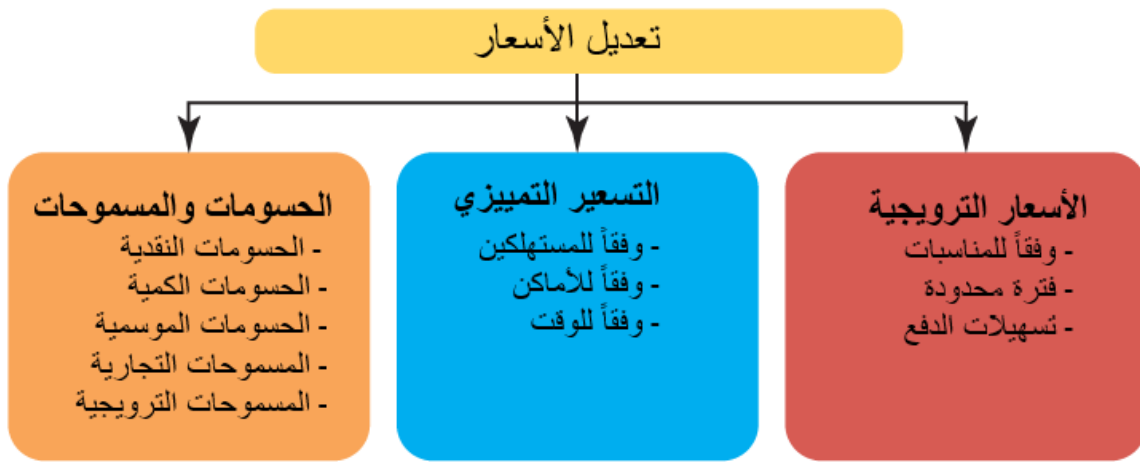 تعديل الأسعار
الأسعار الترويجية
- وفقاً للمناسبات
- فترة محدودة
- تسهيلات الدفع
التسعير التمييزي
- وفقاً للمستهلكين
- وفقاً للأماكن
- وفقاً للوقت
الحسومات والمسموحات
- الحسومات النقدية
- الحسومات الكمية
- الحسومات الموسمية
- المسموحات التجارية
- المسموحات الترويجية